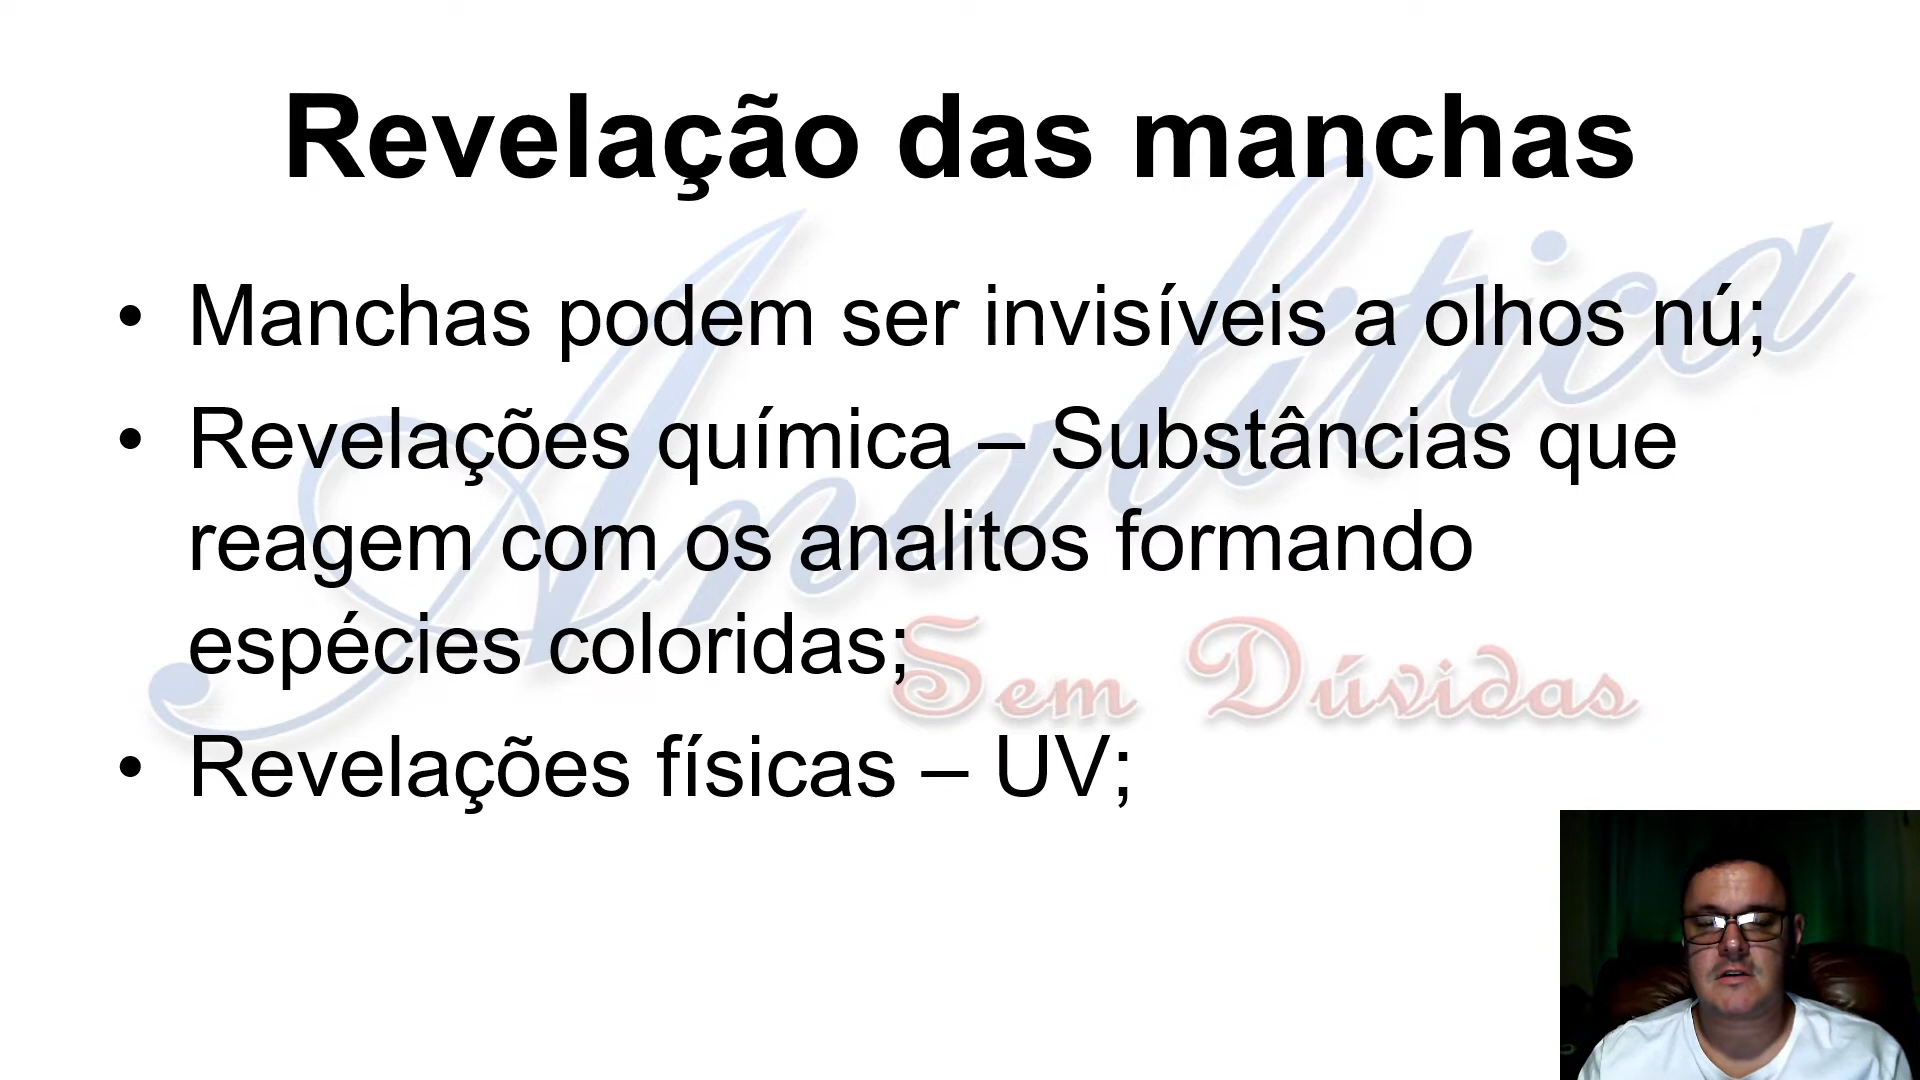 Revelação das manchas
Analitica
• Manchas podem ser invisíveis a olhos nú;
• Revelações química – Substâncias que
reagem com os analitos formando
espécies coloridas;
Sem Dúvidas
• Revelações físicas – UV;